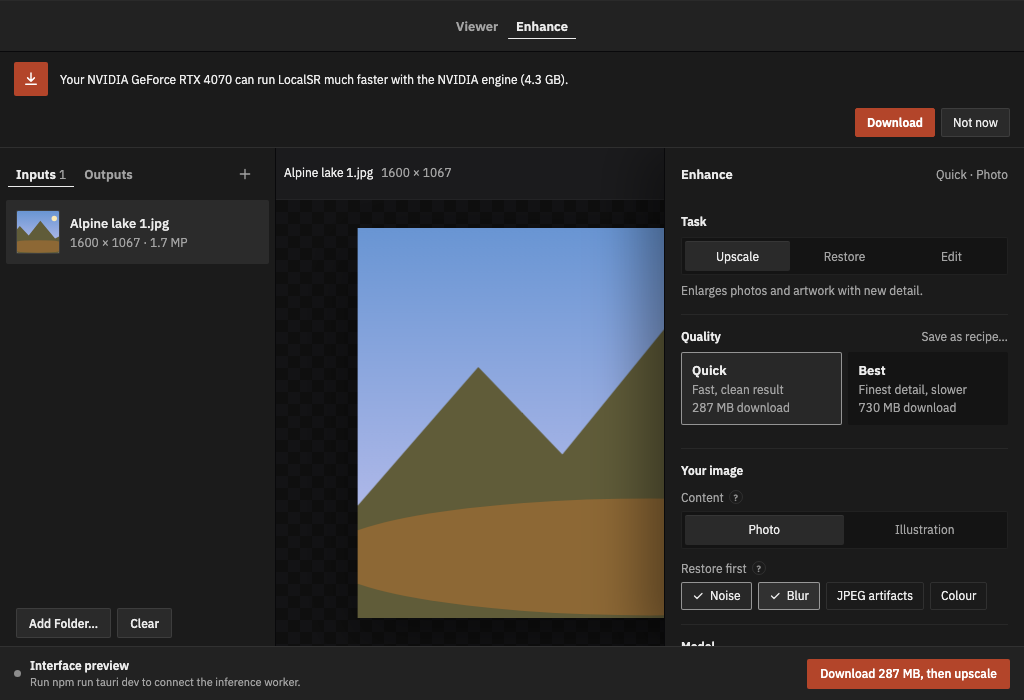 Viewer Enhance
Your NVIDIA GeForce RTX 4070 can run LocalSR much faster with the NVIDIA engine (4.3 GB).
Download Not now
Inputs 1 Outputs +
Alpine lake 1.jpg
1600 × 1067 · 1.7 MP
Add Folder... Clear
Alpine lake 1.jpg 1600 × 1067
Enhance Quick · Photo
Task
Upscale Restore Edit
Enlarges photos and artwork with new detail.
Quality Save as recipe...
Quick
Fast, clean result
287 MB download
Best
Finest detail, slower
730 MB download
Your image
Content ?
Photo Illustration
Restore first ?
Noise Blur JPEG artifacts Colour
Model
Interface preview
Run npm run tauri dev to connect the inference worker.
Download 287 MB, then upscale